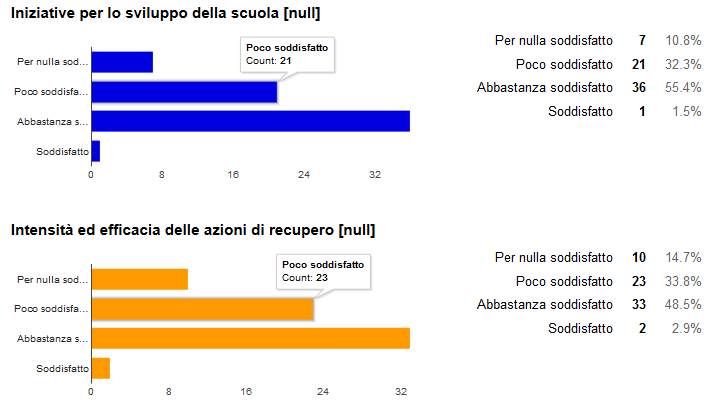 Iniziative per lo sviluppo della scuola [null]
Per nulla sod...
Poco soddisfa...
Abbastanza s...
Soddisfatto
0 8 16 24 32
Poco soddisfatto
Count: 21
Per nulla soddisfatto 7 10.8%
Poco soddisfatto 21 32.3%
Abbastanza soddisfatto 36 55.4%
Soddisfatto 1 1.5%
Intensità ed efficacia delle azioni di recupero [null]
Per nulla sod...
Poco soddisfa...
Abbastanza s...
Soddisfatto
0 8 16 24 32
Poco soddisfatto
Count: 23
Per nulla soddisfatto 10 14.7%
Poco soddisfatto 23 33.8%
Abbastanza soddisfatto 33 48.5%
Soddisfatto 2 2.9%